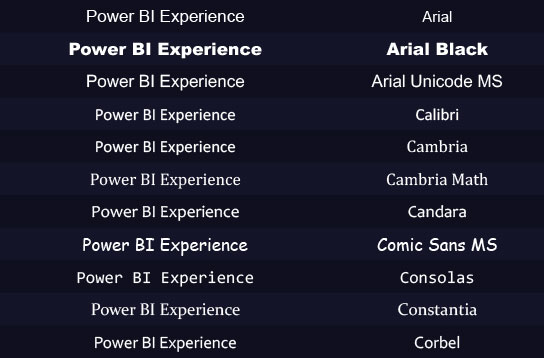 Power BI Experience Arial
Power BI Experience Arial Black
Power BI Experience Arial Unicode MS
Power BI Experience Calibri
Power BI Experience Cambria
Power BI Experience Cambria Math
Power BI Experience Candara
Power BI Experience Comic Sans MS
Power BI Experience Consolas
Power BI Experience Constantia
Power BI Experience Corbel